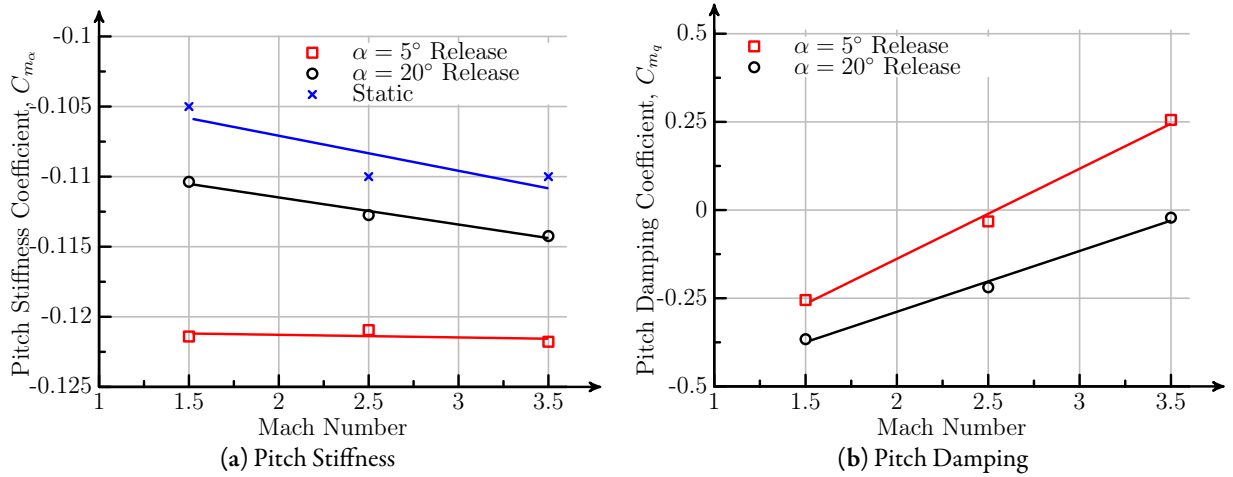 Pitch Stiffness Coefficient, C_{m_α}
-0.1
-0.105
-0.11
-0.115
-0.12
-0.125
α = 5° Release
α = 20° Release
Static
1 1.5 2 2.5 3 3.5
Mach Number
(a) Pitch Stiffness
Pitch Damping Coefficient, C_{m_q}
0.5
0.25
0
-0.25
-0.5
α = 5° Release
α = 20° Release
1 1.5 2 2.5 3 3.5
Mach Number
(b) Pitch Damping